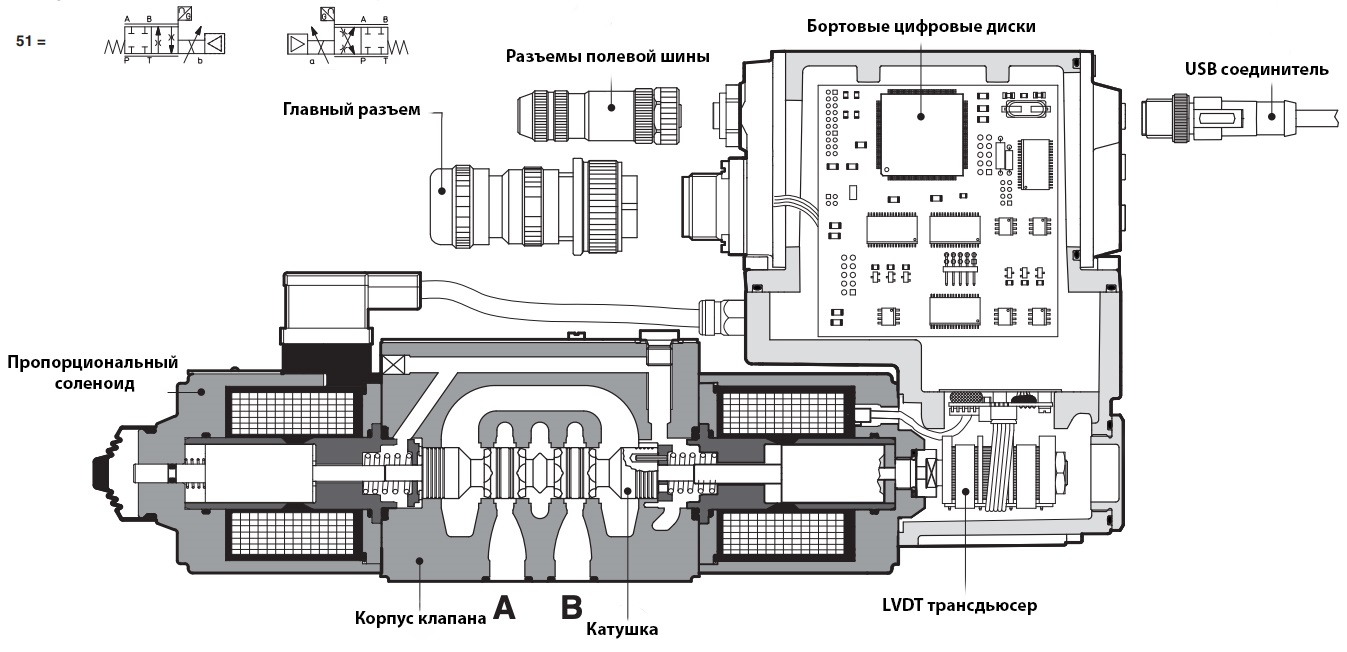 Бортовые цифровые диски
A B
A B
51 =
P T b
a P T
Разъемы полевой шины
USB соединитель
Главный разъем
Пропорциональный
соленоид
Корпус клапана
A
B
Катушка
LVDT трансдьюсер